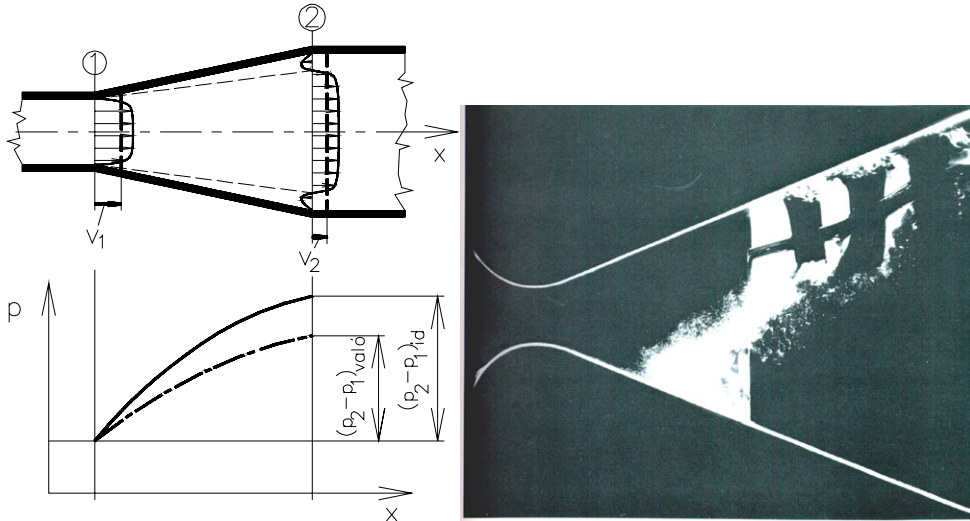 1
2
x
v₁
v₂
p
(p₂-p₁)való
(p₂-p₁)id
x